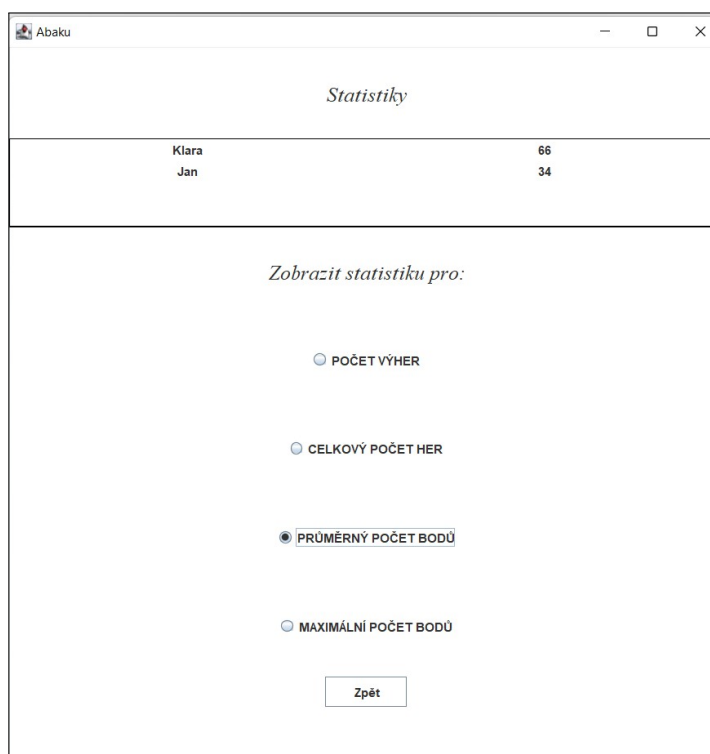 Abaku
Statistiky
Klara 66
Jan 34
Zobrazit statistiku pro:
POČET VÝHER
CELKOVÝ POČET HER
PRŮMĚRNÝ POČET BODŮ
MAXIMÁLNÍ POČET BODŮ
Zpět